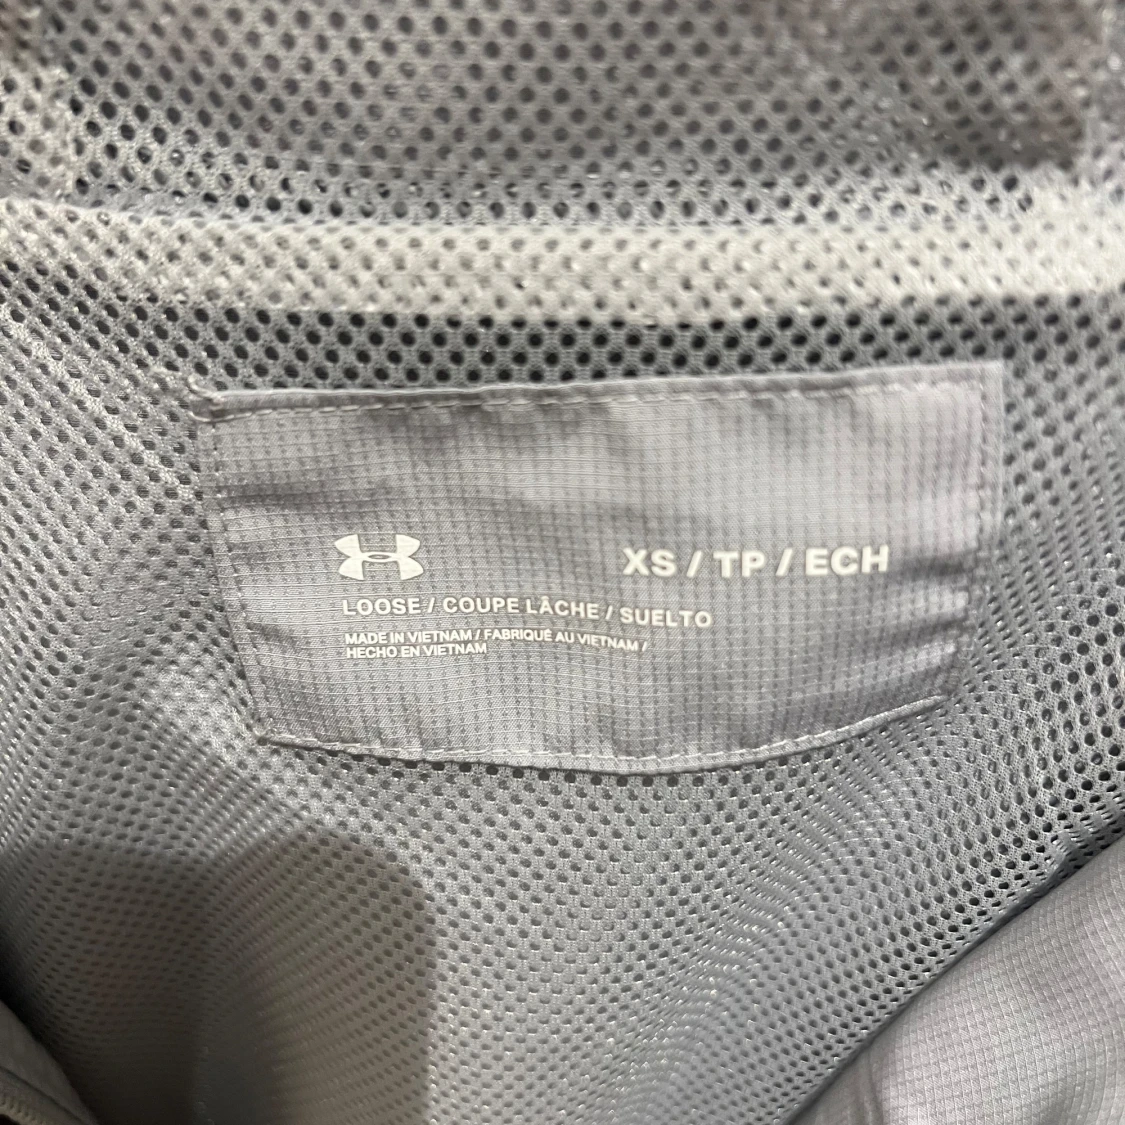 XS / TP / ECH
LOOSE / COUPE LÂCHE / SUELTO
MADE IN VIETNAM / FABRIQUÉ AU VIETNAM /
HECHO EN VIETNAM